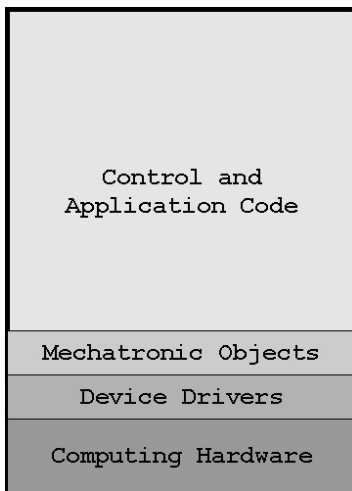 Control and
Application Code
Mechatronic Objects
Device Drivers
Computing Hardware